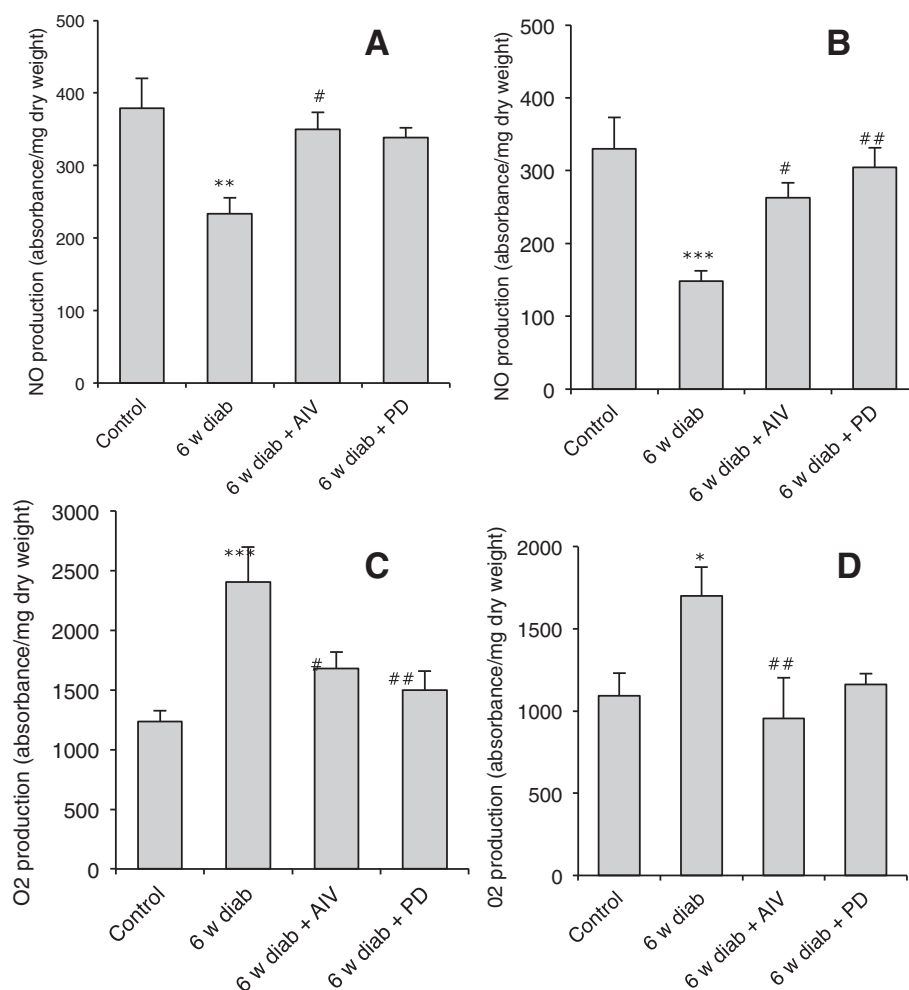 A
NO production (absorbance/mg dry weight)
500
400
300
200
100
0
**
#
Control
6 w diab
6 w diab + AIV
6 w diab + PD
B
NO production (absorbance/mg dry weight)
500
400
300
200
100
0
***
#
##
Control
6 w diab
6 w diab + AIV
6 w diab + PD
C
O2 production (absorbance/mg dry weight)
3000
2500
2000
1500
1000
500
0
***
#
##
Control
6 w diab
6 w diab + AIV
6 w diab + PD
D
02 production (absorbance/mg dry weight)
2000
1500
1000
500
0
*
##
Control
6 w diab
6 w diab + AIV
6 w diab + PD